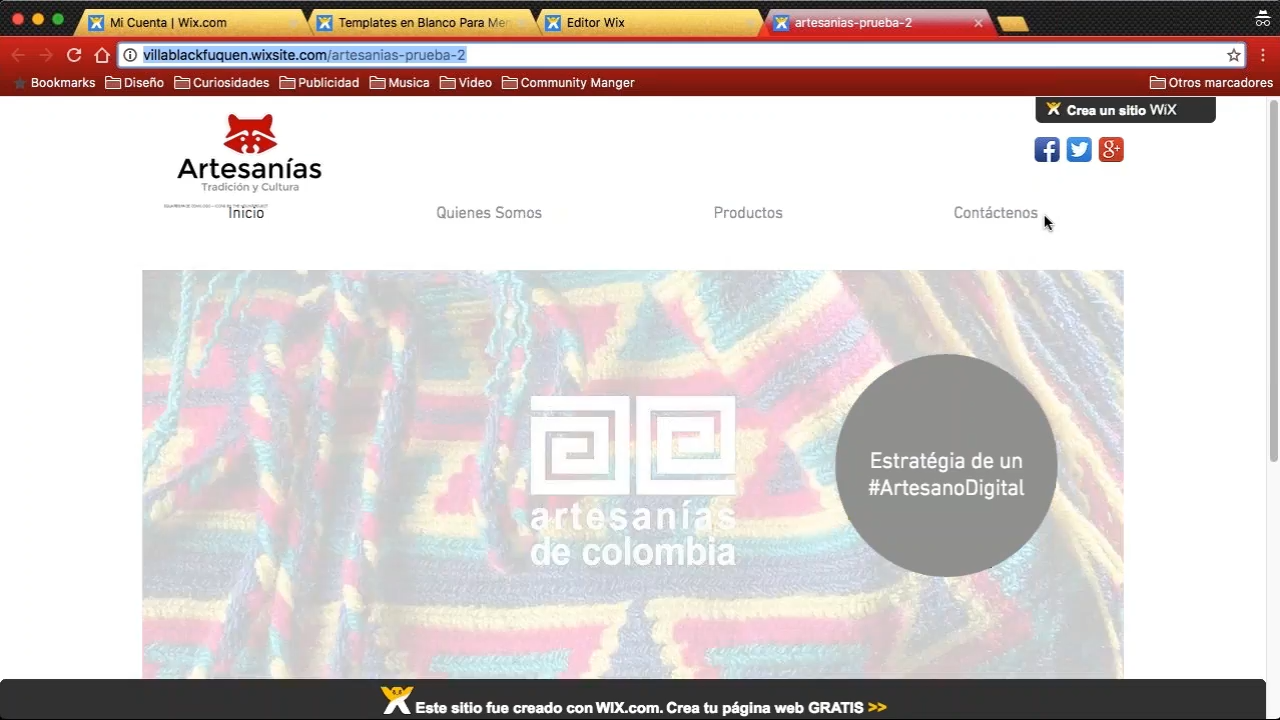 Mi Cuenta | Wix.com
Templates en Blanco Para Mer
Editor Wix
artesanias-prueba-2
villablackfuquen.wixsite.com/artesanias-prueba-2
Bookmarks
Diseño
Curiosidades
Publicidad
Musica
Video
Community Manger
Otros marcadores
Crea un sitio WiX
Artesanías
Tradición y Cultura
Inicio
Quienes Somos
Productos
Contáctenos
Estratégia de un
#ArtesanoDigital
artesanías
de colombia
Este sitio fue creado con WIX.com. Crea tu página web GRATIS >>